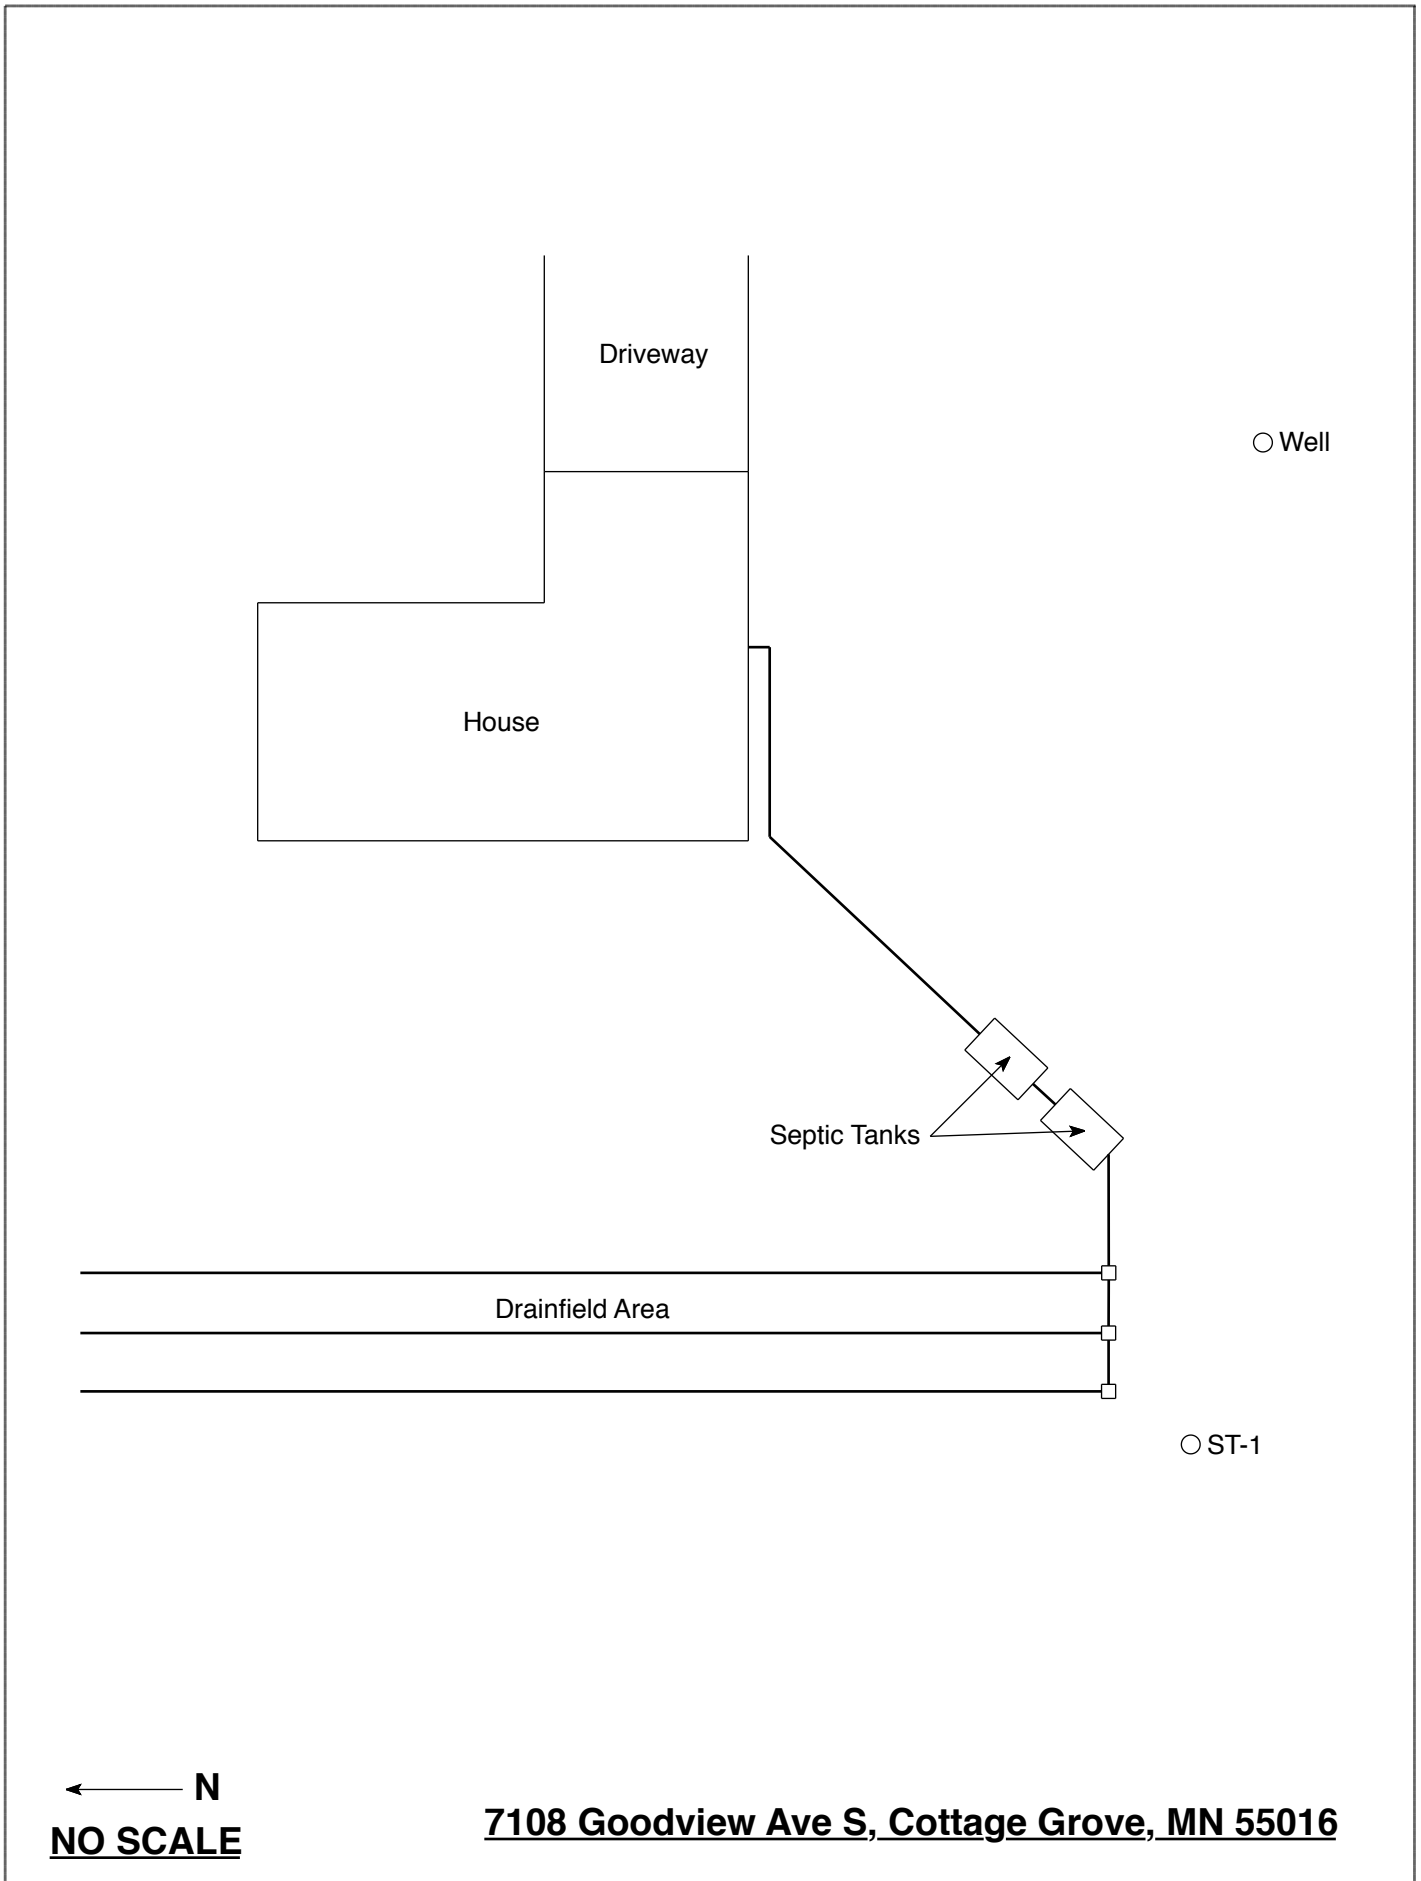 Driveway
Well
House
Septic Tanks
Drainfield Area
ST-1
N
NO SCALE
7108 Goodview Ave S, Cottage Grove, MN 55016